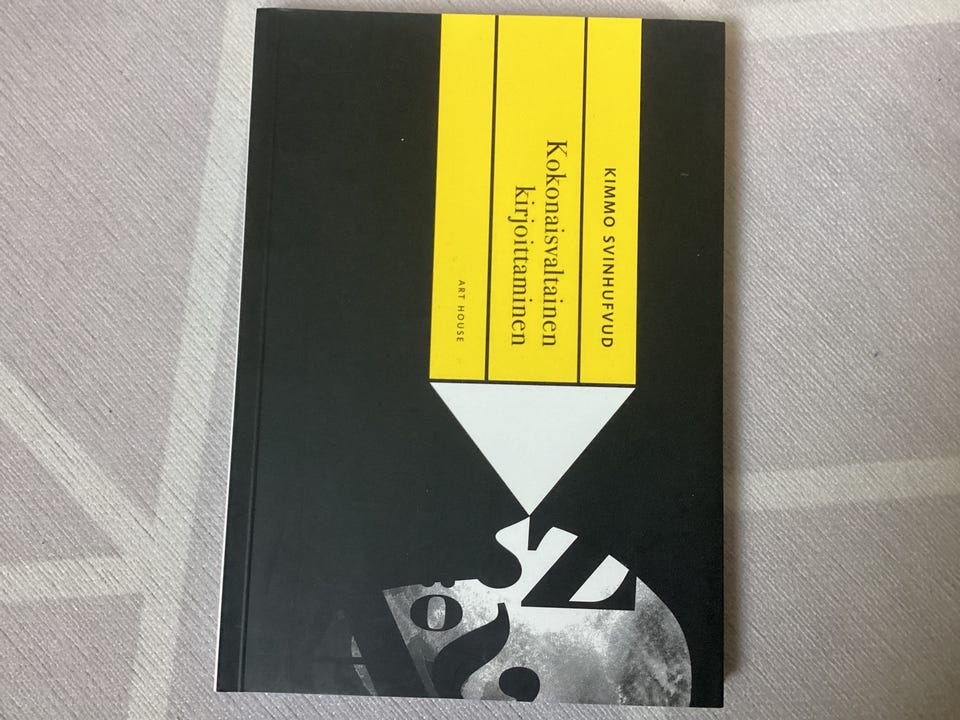 KIMMO SVINHUFVUD
Kokonaisvaltainen
kirjoittaminen
ART HOUSE
S Z
A ö ?